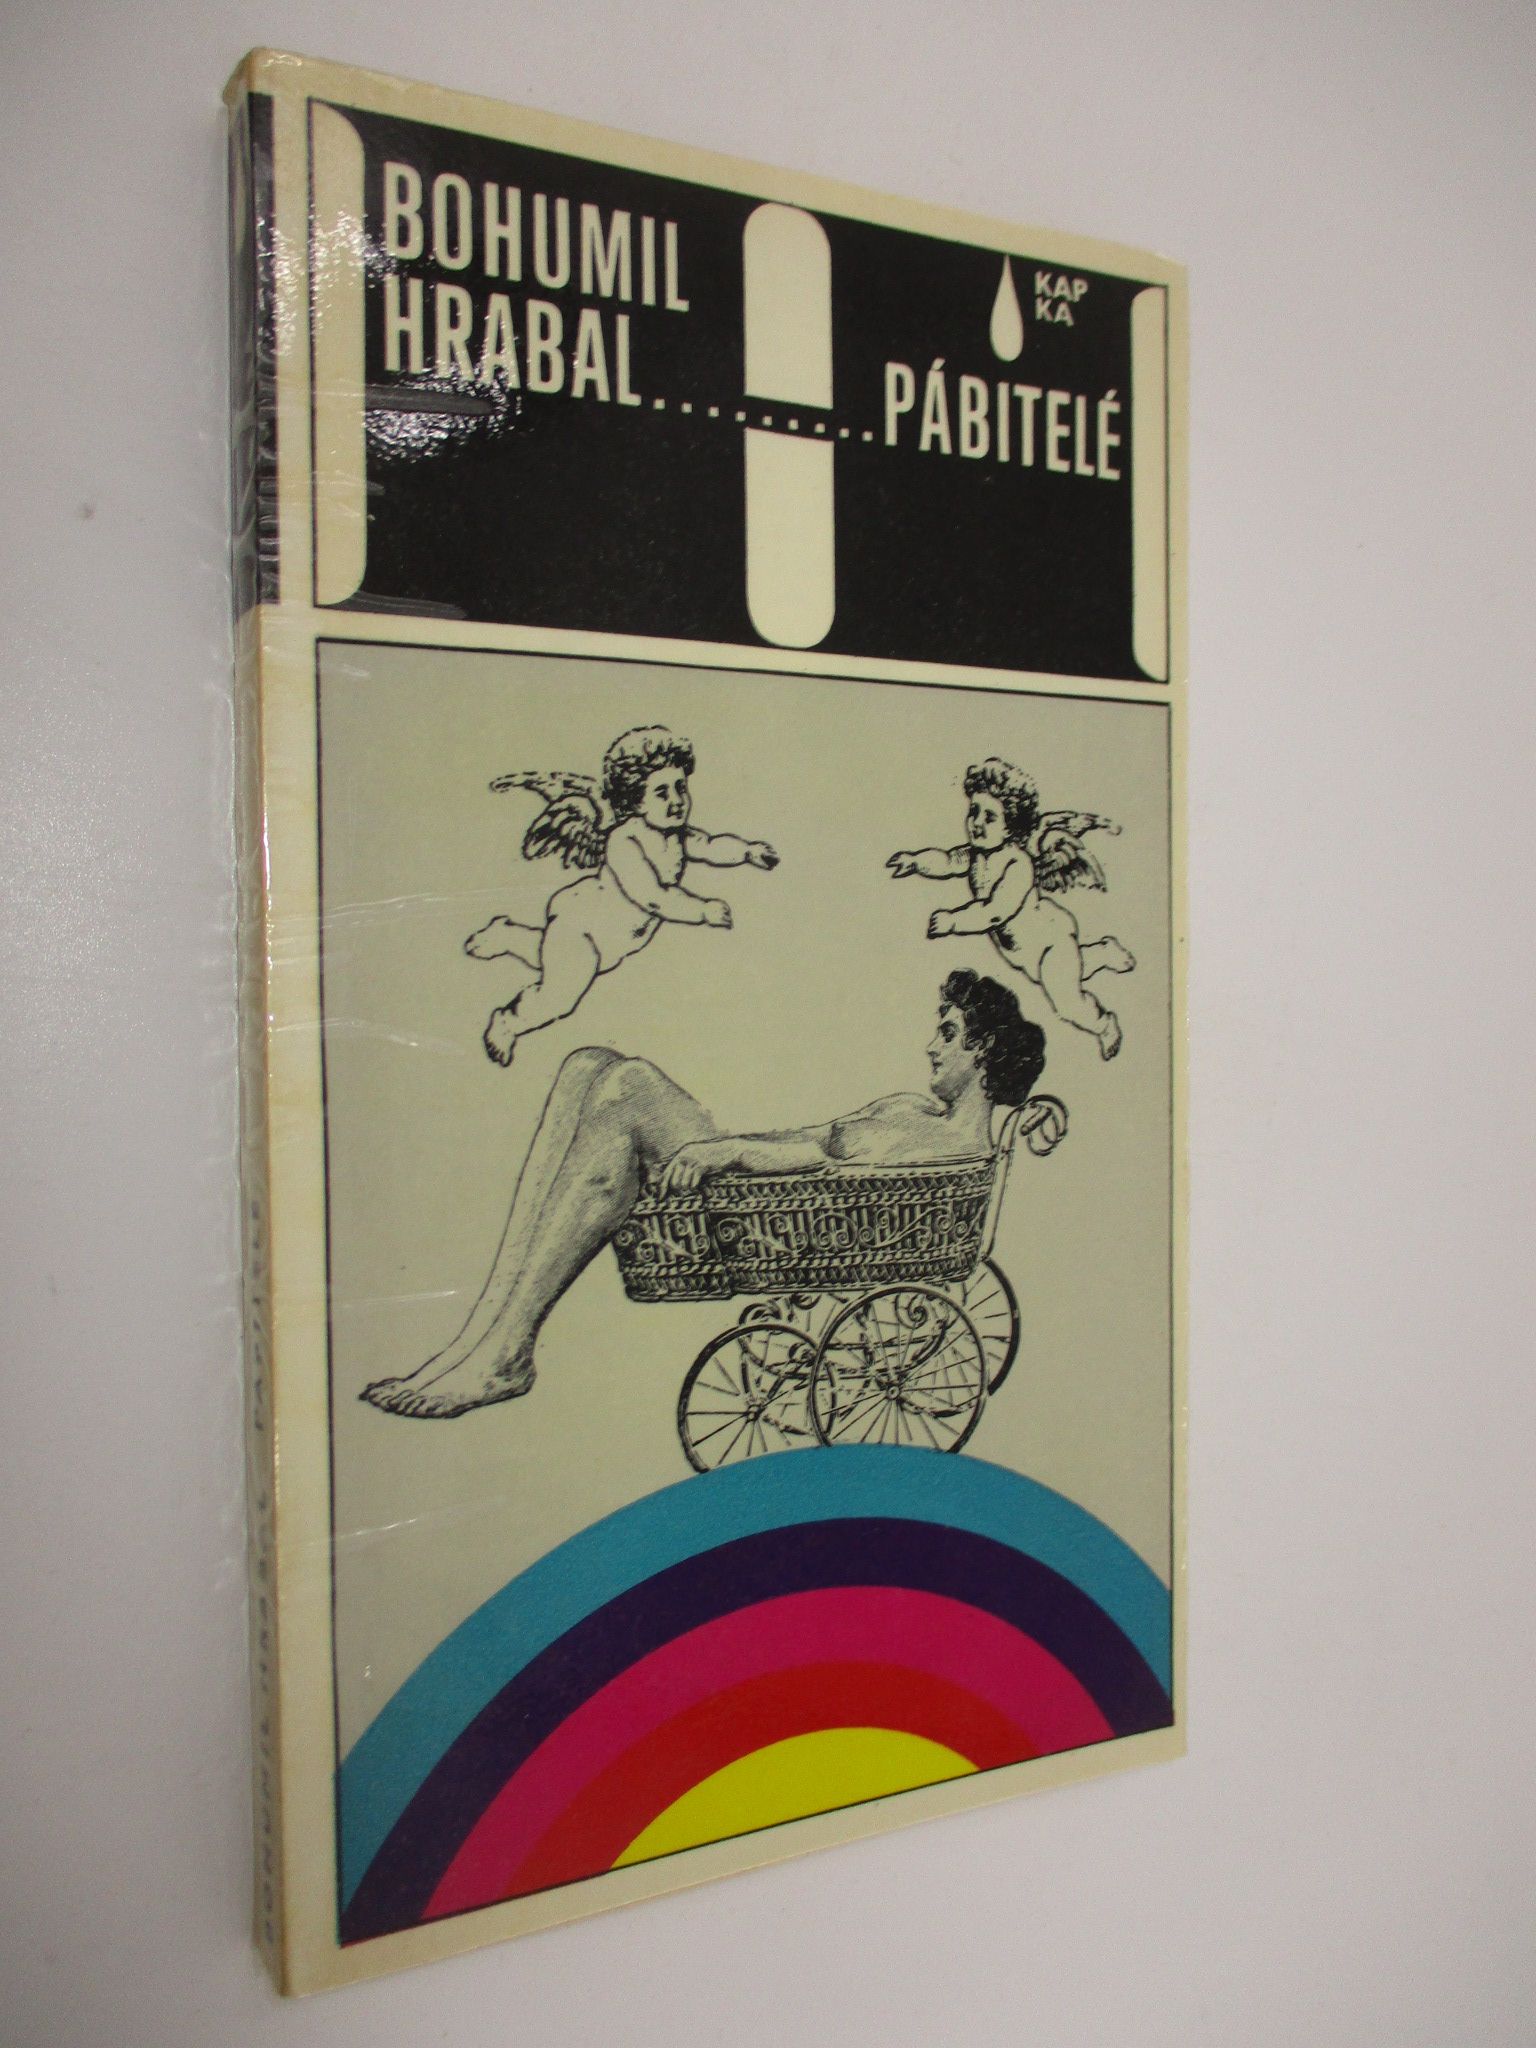 BOHUMIL
HRABAL.........PÁBITELÉ
KAP
KA